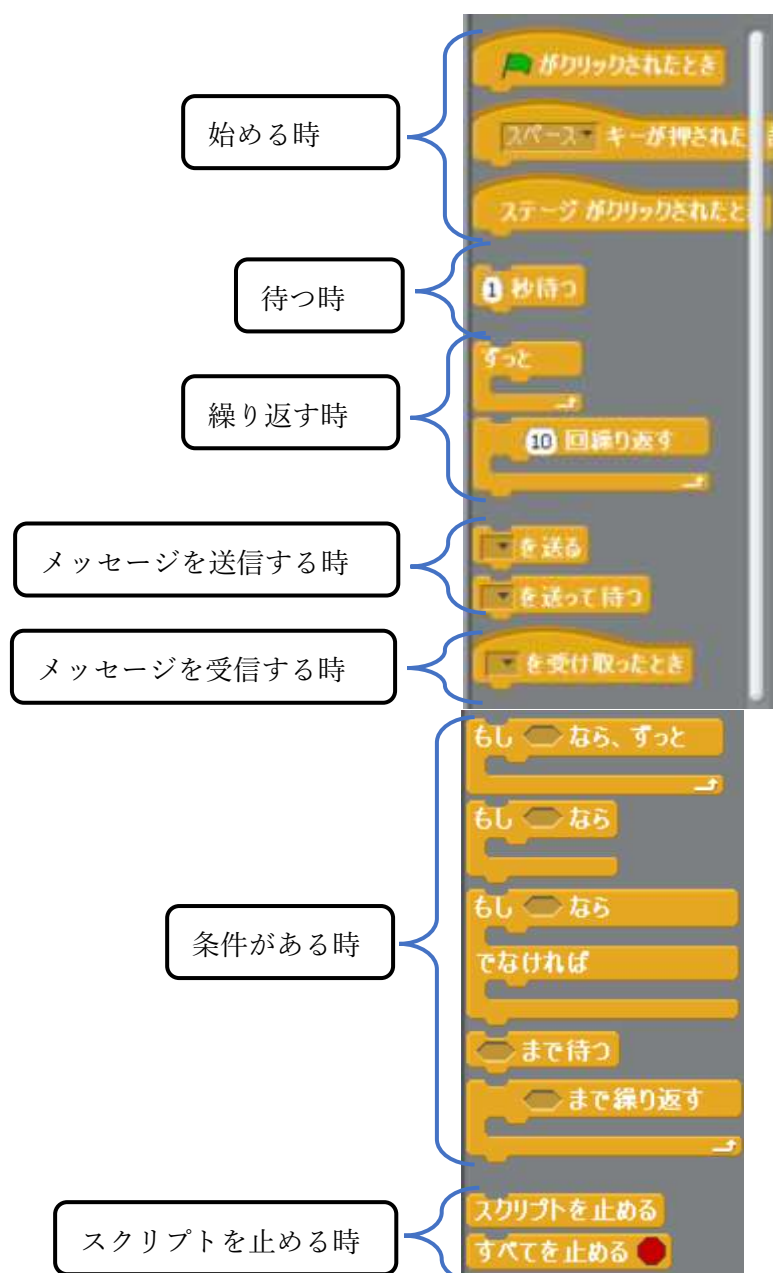 がクリックされたとき
始める時
スペース キーが押された
ステージ がクリックされたと
待つ時
1 秒待つ
ずっと
繰り返す時
10 回繰り返す
メッセージを送信する時
を送る
を送って待つ
メッセージを受信する時
を受け取ったとき
もし なら、ずっと
もし なら
もし なら
条件がある時
でなければ
まで待つ
まで繰り返す
スクリプトを止める
スクリプトを止める時
すべてを止める